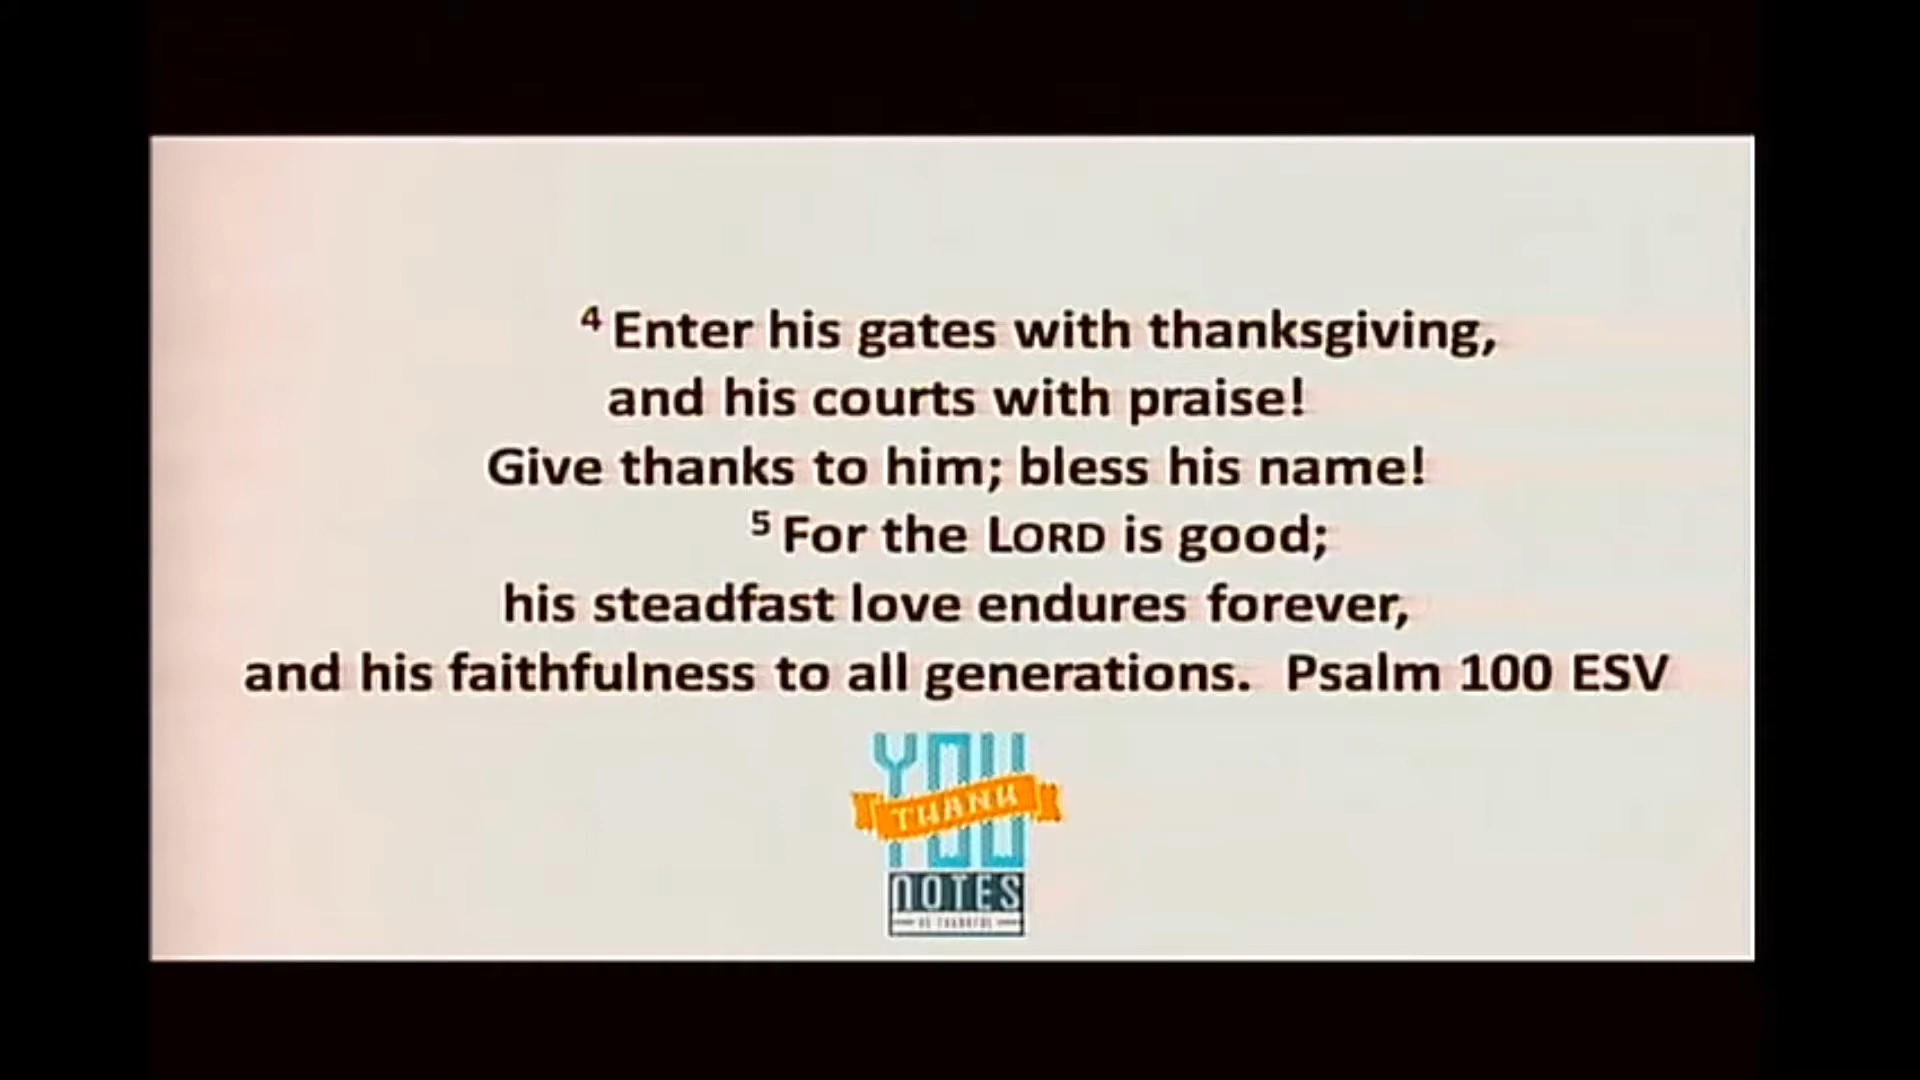 4 Enter his gates with thanksgiving,
and his courts with praise!
Give thanks to him; bless his name!
5 For the LORD is good;
his steadfast love endures forever,
and his faithfulness to all generations.  Psalm 100 ESV
YOU
THANK
NOTES
BE THANKFUL